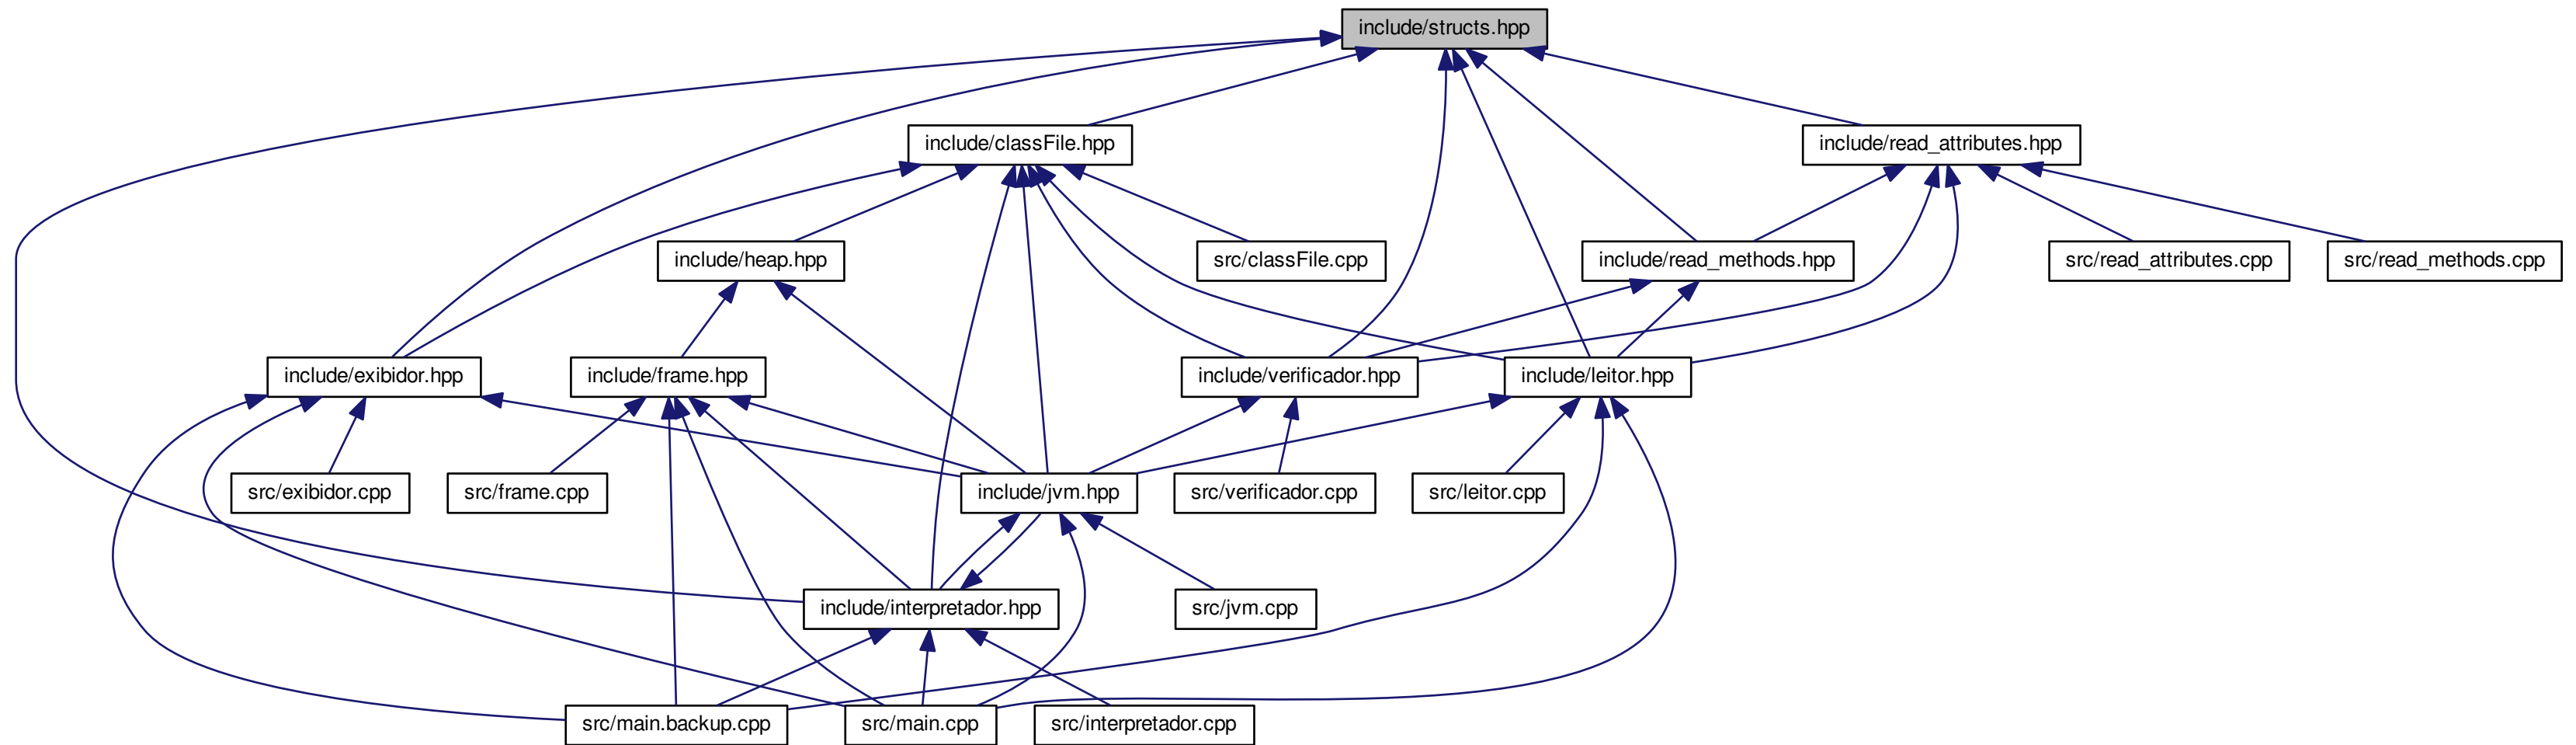 include/structs.hpp
include/classFile.hpp
include/read_attributes.hpp
include/heap.hpp
src/classFile.cpp
include/read_methods.hpp
src/read_attributes.cpp
src/read_methods.cpp
include/exibidor.hpp
include/frame.hpp
include/verificador.hpp
include/leitor.hpp
src/exibidor.cpp
src/frame.cpp
include/jvm.hpp
src/verificador.cpp
src/leitor.cpp
include/interpretador.hpp
src/jvm.cpp
src/main.backup.cpp
src/main.cpp
src/interpretador.cpp